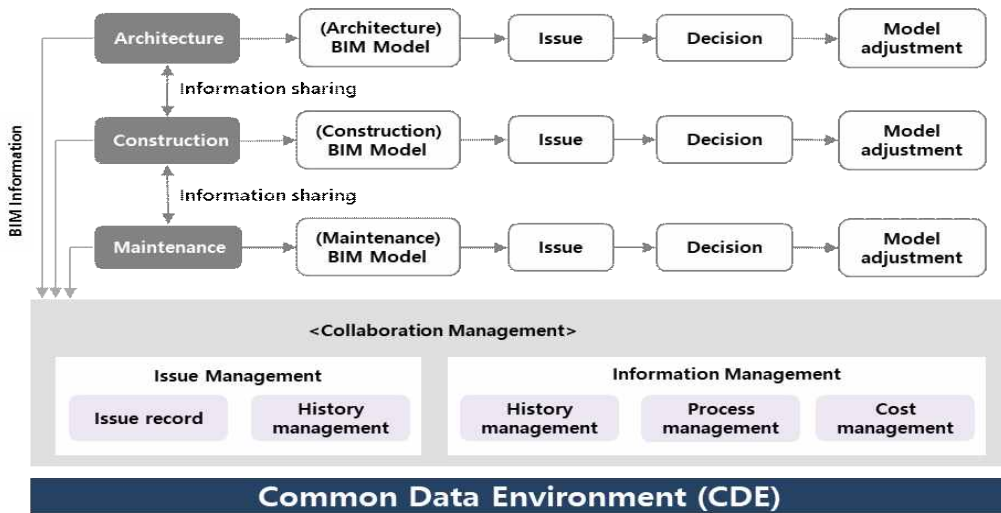 Architecture
(Architecture)
BIM Model
Issue
Decision
Model
adjustment
Information sharing
Construction
(Construction)
BIM Model
Issue
Decision
Model
adjustment
Information sharing
Maintenance
(Maintenance)
BIM Model
Issue
Decision
Model
adjustment
BIM Information
<Collaboration Management>
Issue Management
Issue record
History
management
Information Management
History
management
Process
management
Cost
management
Common Data Environment (CDE)